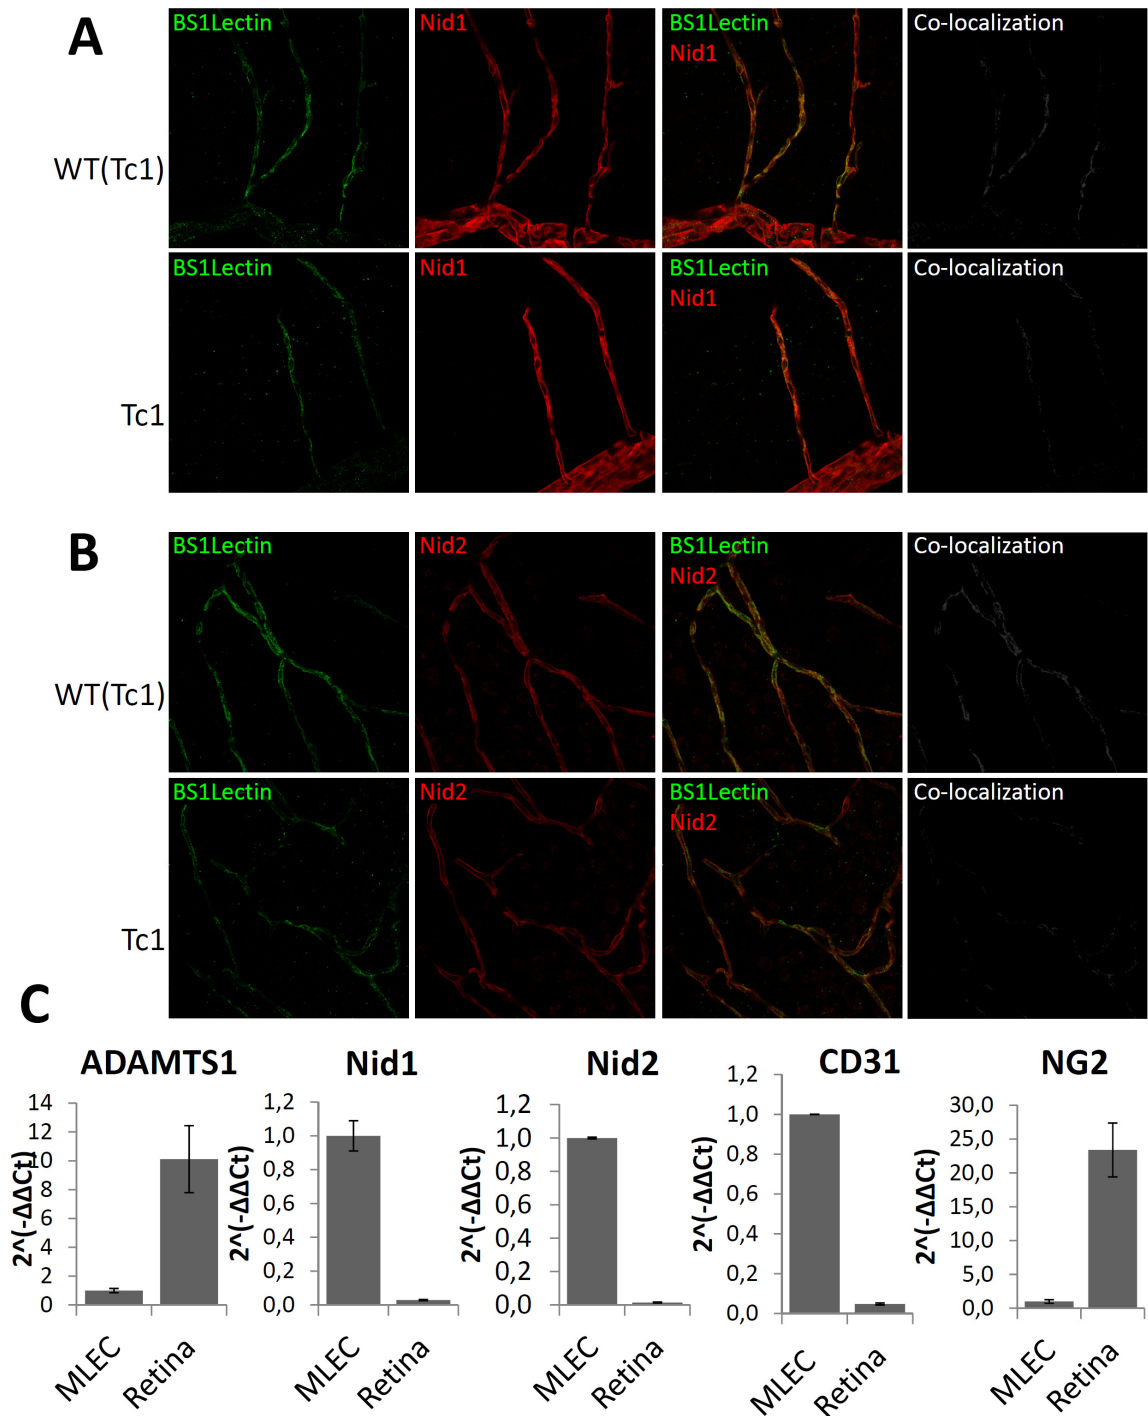 A
BS1Lectin
Nid1
BS1Lectin
Nid1
Co-localization
WT(Tc1)
BS1Lectin
Nid1
BS1Lectin
Nid1
Co-localization
Tc1
B
BS1Lectin
Nid2
BS1Lectin
Nid2
Co-localization
WT(Tc1)
BS1Lectin
Nid2
BS1Lectin
Nid2
Co-localization
Tc1
C
ADAMTS1
2^(-ΔΔCt)
14
12
10
8
6
4
2
0
MLEC
Retina
Nid1
2^(-ΔΔCt)
1,2
1,0
0,8
0,6
0,4
0,2
0,0
MLEC
Retina
Nid2
2^(-ΔΔCt)
1,2
1,0
0,8
0,6
0,4
0,2
0,0
MLEC
Retina
CD31
2^(-ΔΔCt)
1,2
1,0
0,8
0,6
0,4
0,2
0,0
MLEC
Retina
NG2
2^(-ΔΔCt)
30,0
25,0
20,0
15,0
10,0
5,0
0,0
MLEC
Retina